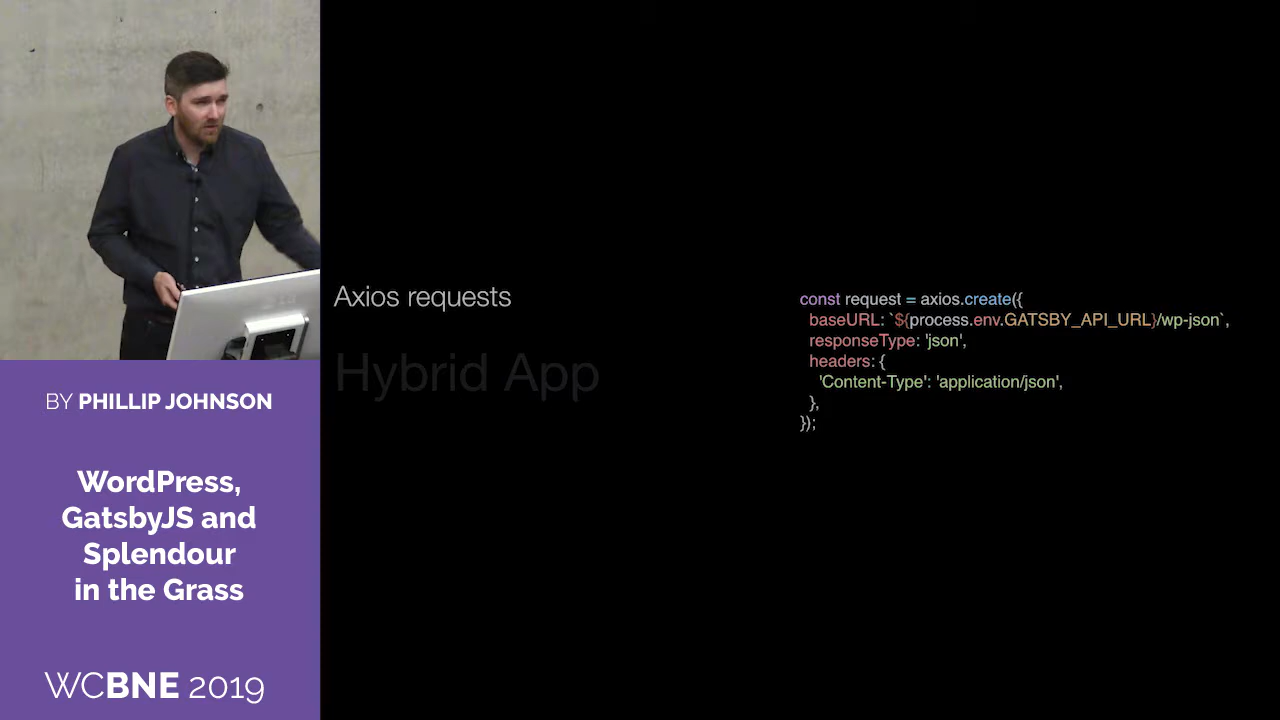 BY PHILLIP JOHNSON
WordPress,
GatsbyJS and
Splendour
in the Grass
WCBNE 2019
Axios requests
Hybrid App
const request = axios.create({
baseURL: `${process.env.GATSBY_API_URL}/wp-json`,
responseType: 'json',
headers: {
'Content-Type': 'application/json',
},
});